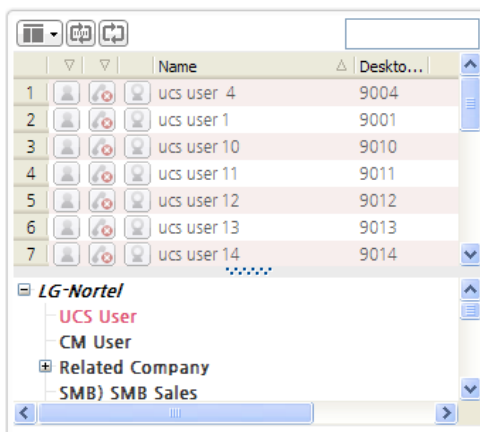 Name Deskto...
1 ucs user  4 9004
2 ucs user 1 9001
3 ucs user 10 9010
4 ucs user 11 9011
5 ucs user 12 9012
6 ucs user 13 9013
7 ucs user 14 9014
LG-Nortel
UCS User
CM User
Related Company
SMB) SMB Sales